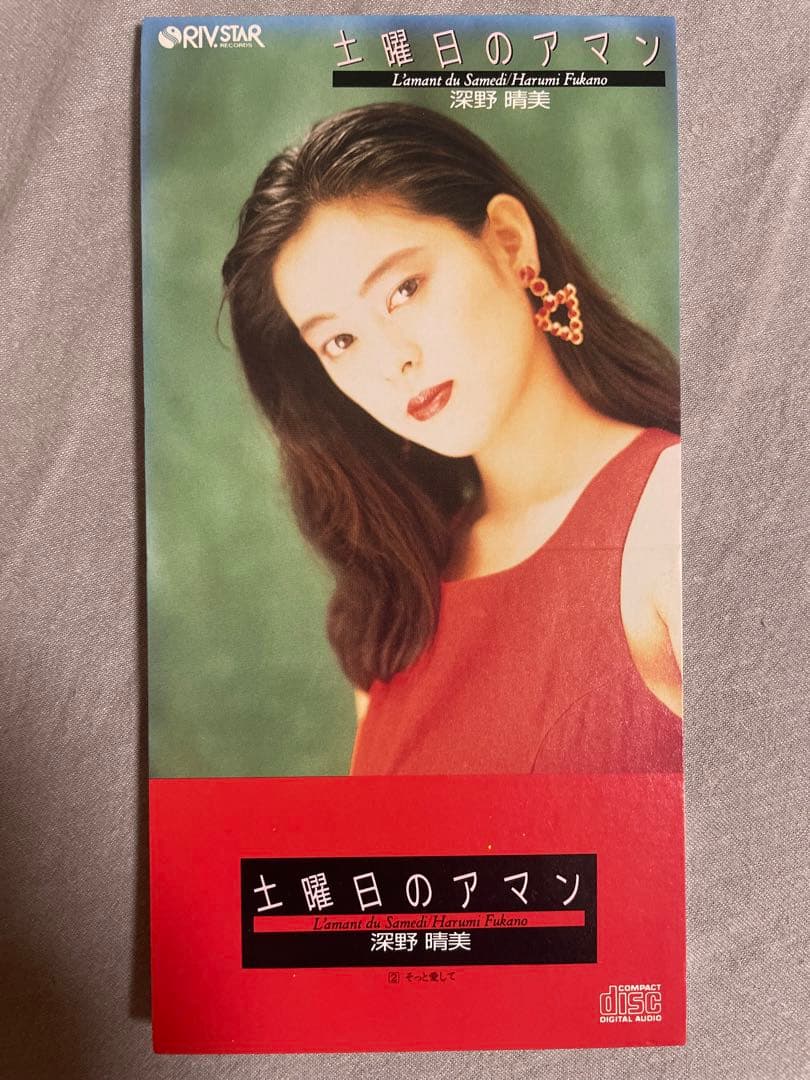 RIV.STAR
RECORDS
土曜日のアマン
L'amant du Samedi/Harumi Fukano
深野 晴美
土曜日のアマン
L'amant du Samedi/Harumi Fukano
深野 晴美
2 そっと愛して
COMPACT
disc
DIGITAL AUDIO